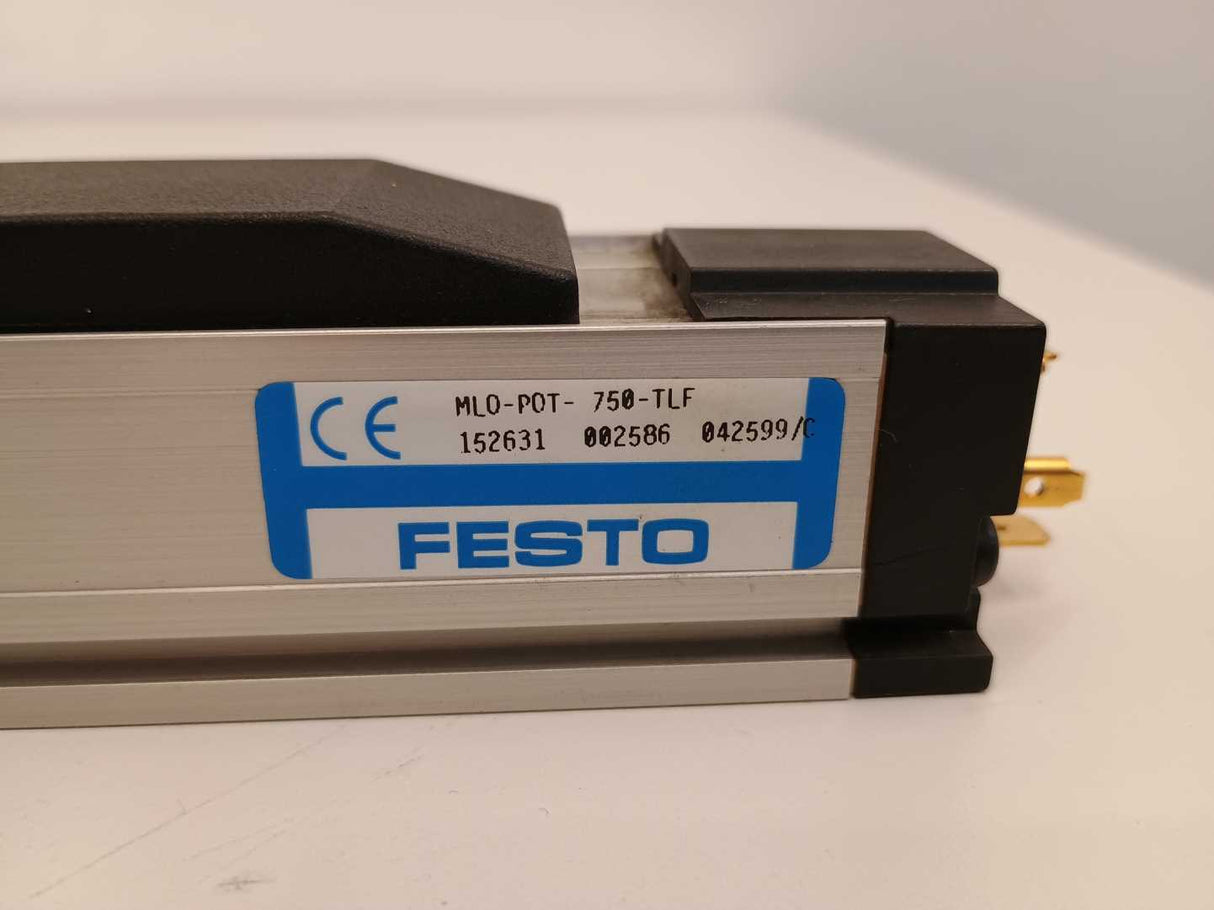 CE
MLO-POT- 750-TLF
152631 002586 042599/C
FESTO